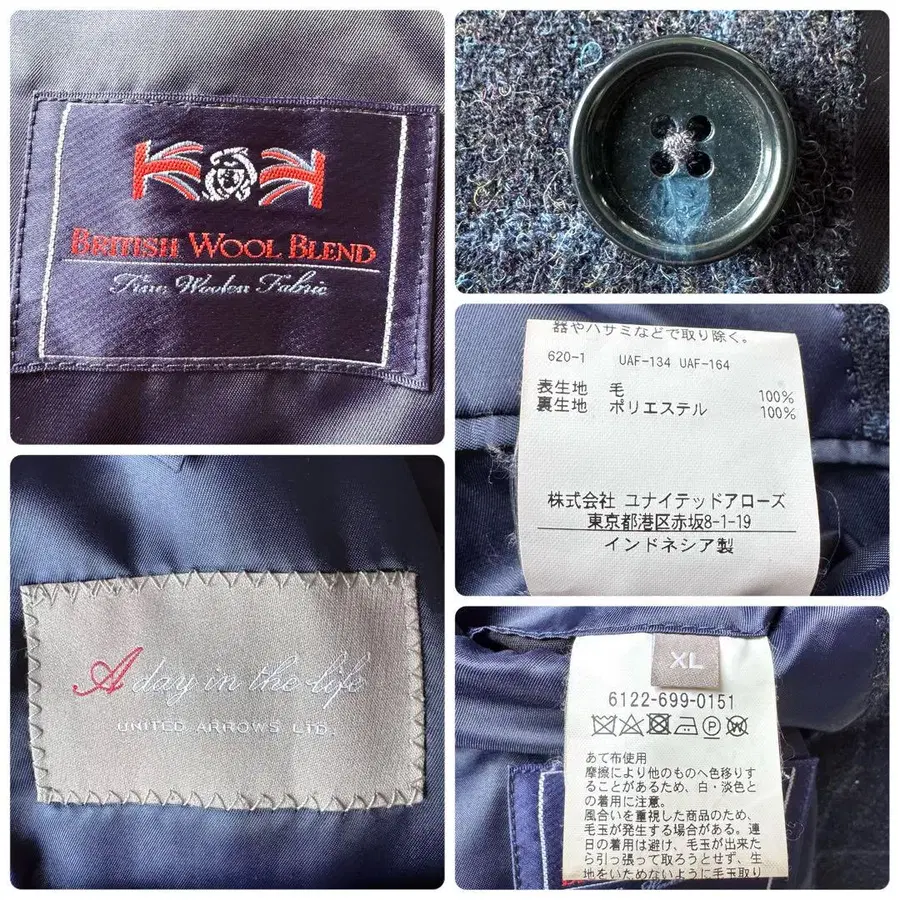 BRITISH WOOL BLEND
Fine Woolen Fabric
A day in the life
UNITED ARROWS LTD.
器やハサミなどで取り除く。
620-1 UAF-134 UAF-164
表生地 毛 100%
裏生地 ポリエステル 100%
株式会社 ユナイテッドアローズ
東京都港区赤坂8-1-19
インドネシア製
XL
6122-699-0151
あて布使用
摩擦により他のものへ色移りす
ることがあるため、白・淡色と
の着用に注意。
風合いを重視した商品のため、
毛玉が発生する場合がある。連
日の着用は避け、毛玉が出来た
ら引っ張って取ろうとせず、生
地をいためないように毛玉取り